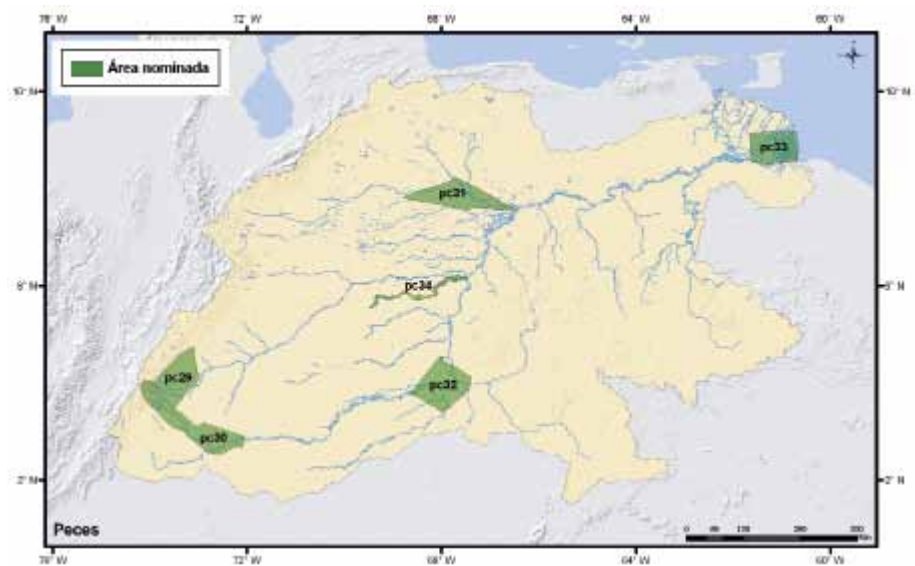 76° W 72° W 68° W 64° W 60° W
Área nominada
10° N 10° N
pc33
pc31
6° N 6° N
pc34
pc29
pc32
pc30
2° N 2° N
Peces
Km
76° W 72° W 68° W 64° W 60° W